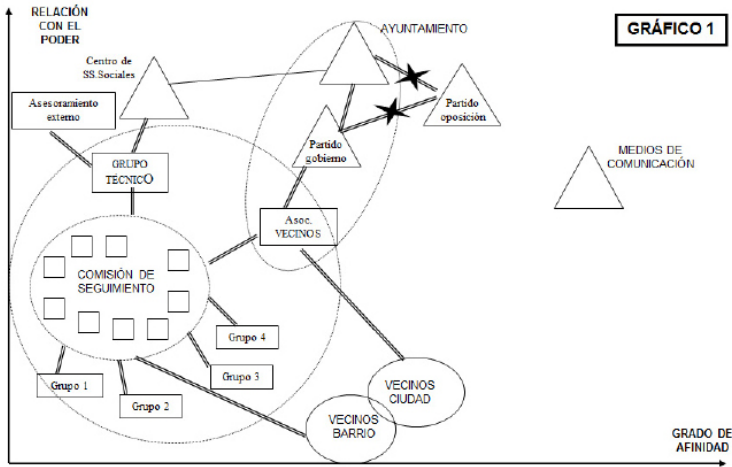 RELACIÓN
CON EL
PODER
GRÁFICO 1
AYUNTAMIENTO
Centro de
SS.Sociales
Asesoramiento
externo
Partido
oposición
Partido
gobierno
MEDIOS DE
COMUNICACIÓN
GRUPO
TÉCNICO
Asoc.
VECINOS
COMISIÓN DE
SEGUIMIENTO
Grupo 4
Grupo 3
Grupo 1
Grupo 2
VECINOS
CIUDAD
VECINOS
BARRIO
GRADO DE
AFINIDAD